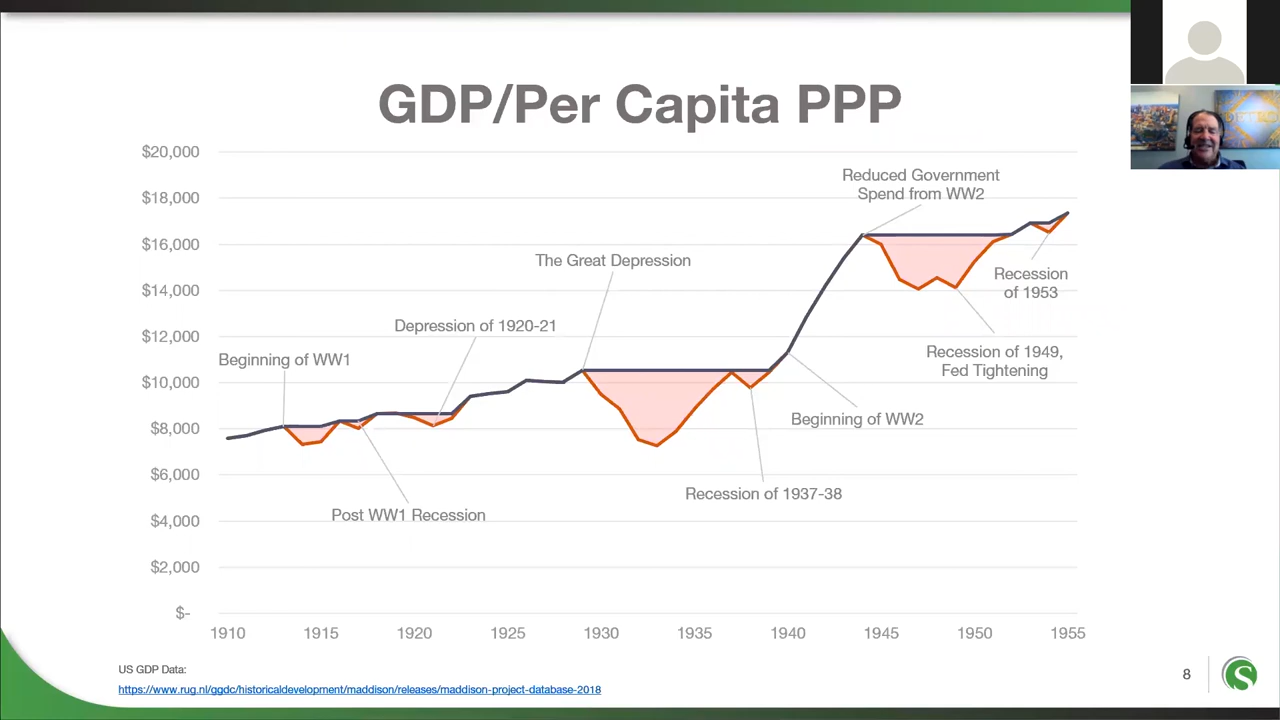 GDP/Per Capita PPP
$20,000
$18,000
$16,000
$14,000
$12,000
$10,000
$8,000
$6,000
$4,000
$2,000
$-
Reduced Government
Spend from WW2
The Great Depression
Recession
of 1953
Depression of 1920-21
Beginning of WW1
Recession of 1949,
Fed Tightening
Beginning of WW2
Recession of 1937-38
Post WW1 Recession
1910 1915 1920 1925 1930 1935 1940 1945 1950 1955
US GDP Data:
https://www.rug.nl/ggdc/historicaldevelopment/maddison/releases/maddison-project-database-2018
8
S